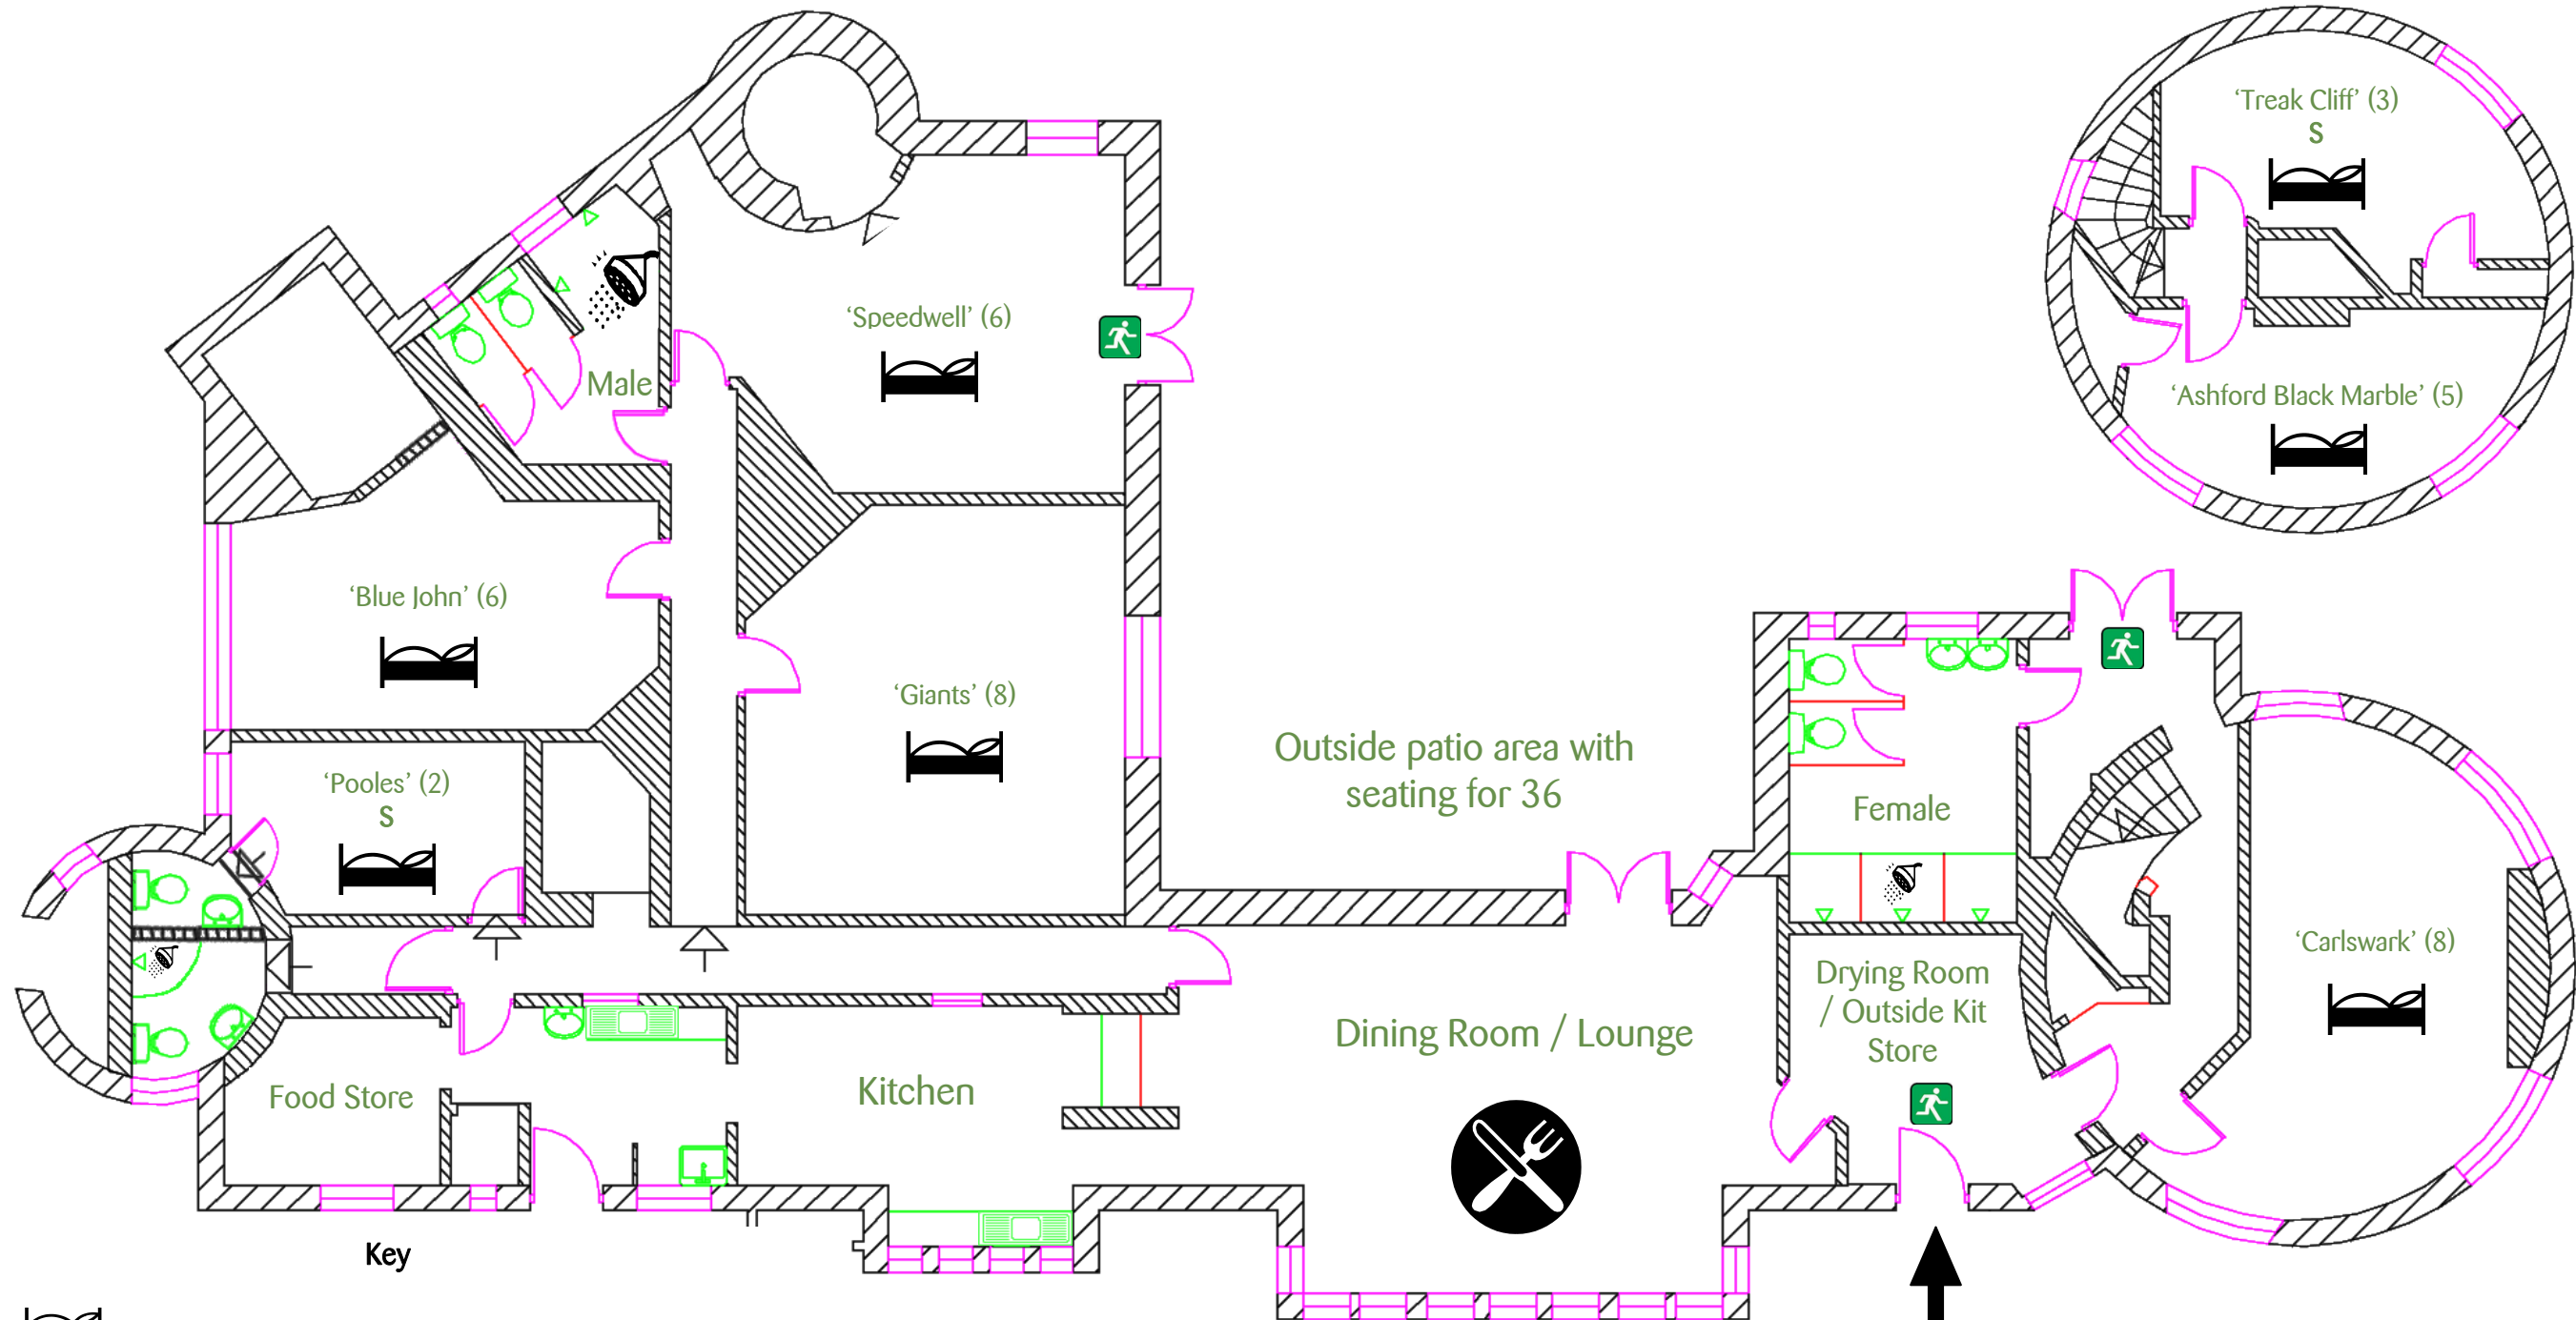 ‘Treak Cliff’ (3)
S
‘Ashford Black Marble’ (5)
‘Speedwell’ (6)
Male
‘Blue John’ (6)
‘Giants’ (8)
‘Pooles’ (2)
S
Outside patio area with
seating for 36
Female
‘Carlswark’ (8)
Drying Room
/ Outside Kit
Store
Dining Room / Lounge
Kitchen
Food Store
Key